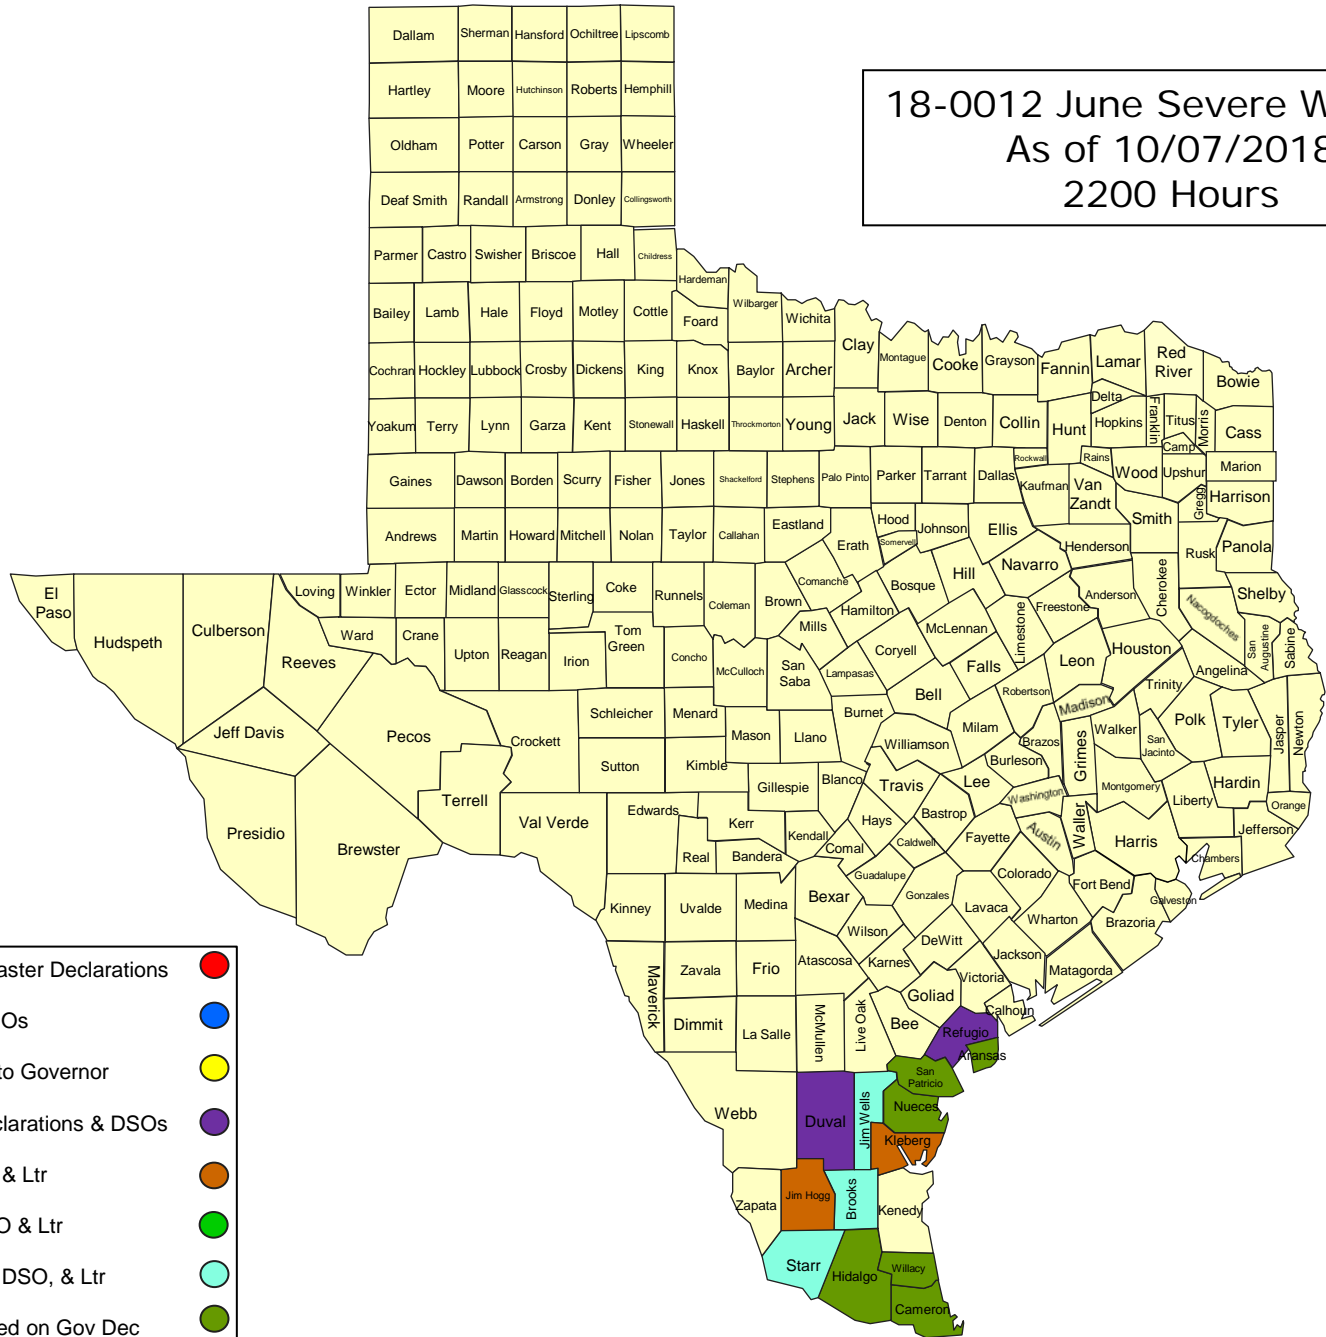 Dallam Sherman Hansford Ochiltree Lipscomb
Hartley Moore Hutchinson Roberts Hemphill
18-0012 June Severe W
As of 10/07/2018
2200 Hours
Oldham Potter Carson Gray Wheeler
Deaf Smith Randall Armstrong Donley Collingsworth
Parmer Castro Swisher Briscoe Hall Childress
Hardeman
Bailey Lamb Hale Floyd Motley Cottle Foard Wilbarger Wichita
Clay Montague Cooke Grayson Fannin Lamar Red
River
Bowie
Cochran Hockley Lubbock Crosby Dickens King Knox Baylor Archer
Delta
Yoakum Terry Lynn Garza Kent Stonewall Haskell Throckmorton Young Jack Wise Denton Collin Hunt Hopkins Franklin Titus Morris Cass
Camp
Gaines Dawson Borden Scurry Fisher Jones Shackelford Stephens Palo Pinto Parker Tarrant Dallas Rockwall Kaufman Rains Van
Zandt
Wood Upshur Marion
Gregg Harrison
Andrews Martin Howard Mitchell Nolan Taylor Callahan Eastland Erath Hood Somervell Johnson Ellis Henderson Smith Rusk Panola
El
Paso
Hudspeth Culberson Loving Winkler Ector Midland Glasscock Sterling Coke Runnels Coleman Brown Comanche Hamilton Bosque Hill Navarro Freestone Anderson Cherokee Nacogdoches Shelby
Reeves Ward Crane Upton Reagan Irion Tom
Green
Concho McCulloch San
Saba
Mills Lampasas Coryell McLennan Limestone Falls Leon Houston Angelina San
Augustine
Sabine
Jeff Davis Pecos Crockett Schleicher Menard Mason Llano Burnet Bell Milam Robertson Madison Trinity Walker San
Jacinto
Polk Tyler Jasper Newton
Sutton Kimble Gillespie Blanco Williamson Travis Lee Burleson Brazos Grimes Washington Montgomery Liberty Hardin Orange
Presidio Brewster Terrell Val Verde Edwards Kerr Real Bandera Kendall Comal Hays Caldwell Bastrop Fayette Austin Waller Harris Chambers Jefferson
Kinney Uvalde Medina Bexar Guadalupe Gonzales Lavaca Colorado Wharton Fort Bend Brazoria Galveston
Maverick Zavala Frio Atascosa Wilson Karnes DeWitt Victoria Jackson Matagorda
Dimmit La Salle McMullen Live Oak Bee Goliad Refugio Calhoun
Aransas
San
Patricio
Webb Duval Jim Wells Nueces
Kleberg
Zapata Jim Hogg Brooks Kenedy
Starr Hidalgo Willacy
Cameron
aster Declarations
Os
to Governor
clarations & DSOs
& Ltr
O & Ltr
DSO, & Ltr
ed on Gov Dec